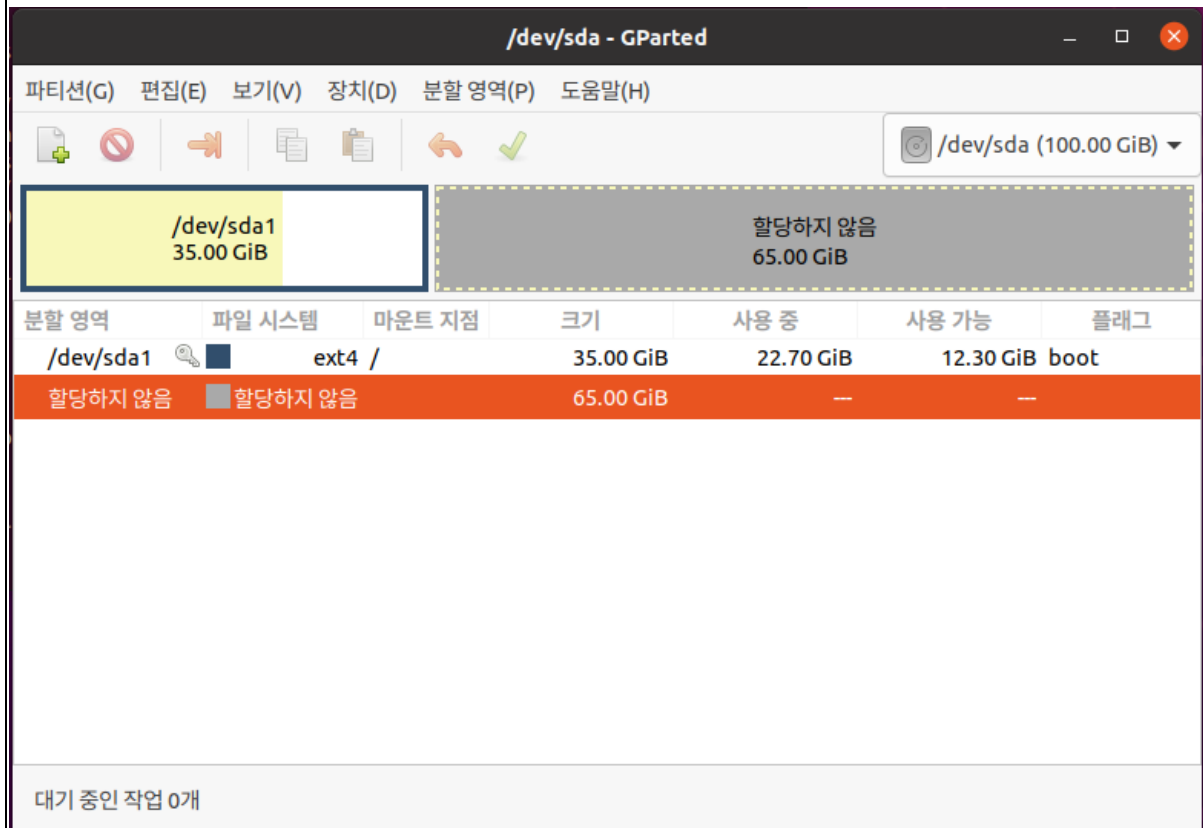 /dev/sda - GParted
파티션(G) 편집(E) 보기(V) 장치(D) 분할 영역(P) 도움말(H)
/dev/sda (100.00 GiB)
/dev/sda1
35.00 GiB
할당하지 않음
65.00 GiB
분할 영역 파일 시스템 마운트 지점 크기 사용 중 사용 가능 플래그
/dev/sda1 ext4 / 35.00 GiB 22.70 GiB 12.30 GiB boot
할당하지 않음 할당하지 않음 65.00 GiB --- ---
대기 중인 작업 0개